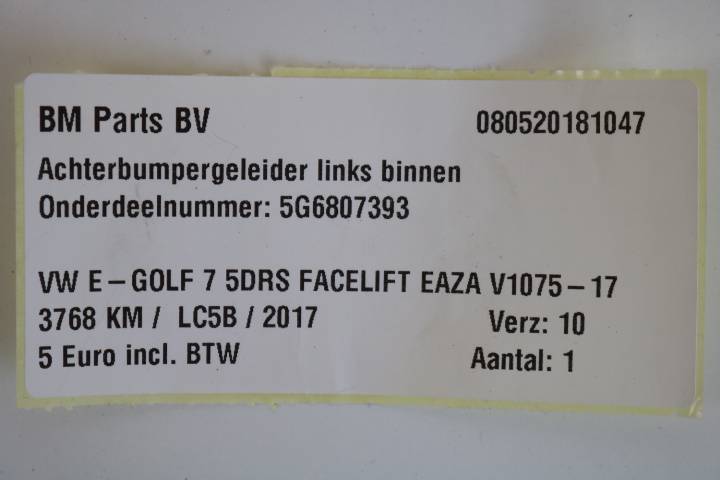 BM Parts BV 080520181047
Achterbumpergeleider links binnen
Onderdeelnummer: 5G6807393
VW E-GOLF 7 5DRS FACELIFT EAZA V1075-17
3768 KM / LC5B / 2017 Verz: 10
5 Euro incl. BTW Aantal: 1